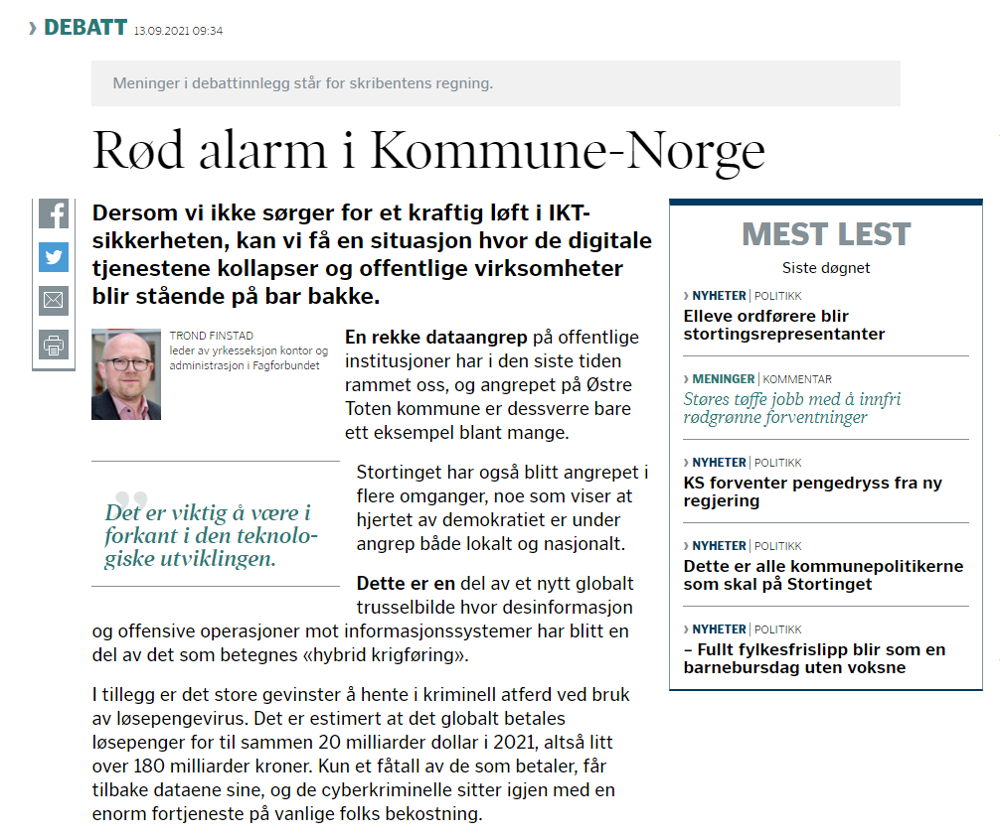 › DEBATT 13.09.2021 09:34
Meninger i debattinnlegg står for skribentens regning.
Rød alarm i Kommune-Norge
Dersom vi ikke sørger for et kraftig løft i IKT-
sikkerheten, kan vi få en situasjon hvor de digitale
tjenestene kollapser og offentlige virksomheter
blir stående på bar bakke.
TROND FINSTAD
leder av yrkesseksjon kontor og
administrasjon i Fagforbundet
En rekke dataangrep på offentlige
institusjoner har i den siste tiden
rammet oss, og angrepet på Østre
Toten kommune er dessverre bare
ett eksempel blant mange.
”
Det er viktig å være i
forkant i den teknolo-
giske utviklingen.
Stortinget har også blitt angrepet i
flere omganger, noe som viser at
hjertet av demokratiet er under
angrep både lokalt og nasjonalt.
Dette er en del av et nytt globalt
trusselbilde hvor desinformasjon
og offensive operasjoner mot informasjonssystemer har blitt en
del av det som betegnes «hybrid krigføring».
I tillegg er det store gevinster å hente i kriminell atferd ved bruk
av løsepengevirus. Det er estimert at det globalt betales
løsepenger for til sammen 20 milliarder dollar i 2021, altså litt
over 180 milliarder kroner. Kun et fåtall av de som betaler, får
tilbake dataene sine, og de cyberkriminelle sitter igjen med en
enorm fortjeneste på vanlige folks bekostning.
MEST LEST
Siste døgnet
› NYHETER | POLITIKK
Elleve ordførere blir
stortingsrepresentanter
› MENINGER | KOMMENTAR
Støres tøffe jobb med å innfri
rødgrønne forventninger
› NYHETER | POLITIKK
KS forventer pengedryss fra ny
regjering
› NYHETER | POLITIKK
Dette er alle kommunepolitikerne
som skal på Stortinget
› NYHETER | POLITIKK
– Fullt fylkesfrislipp blir som en
barnebursdag uten voksne